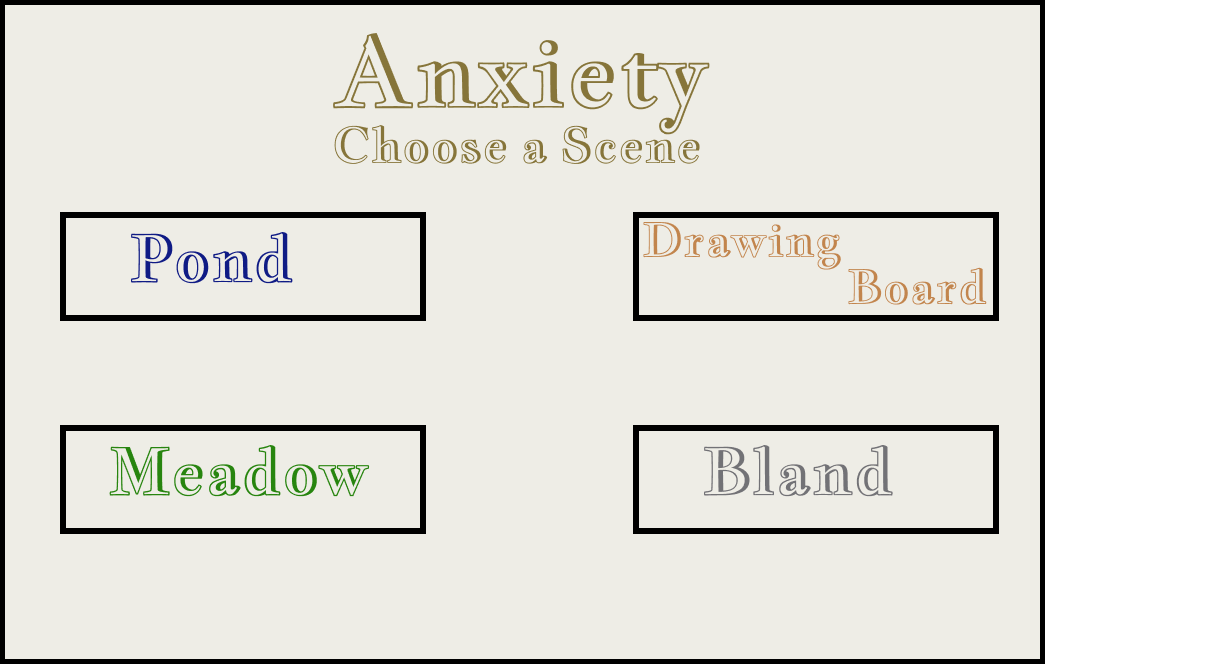 Anxiety
Choose a Scene
Pond
Drawing
Board
Meadow
Bland